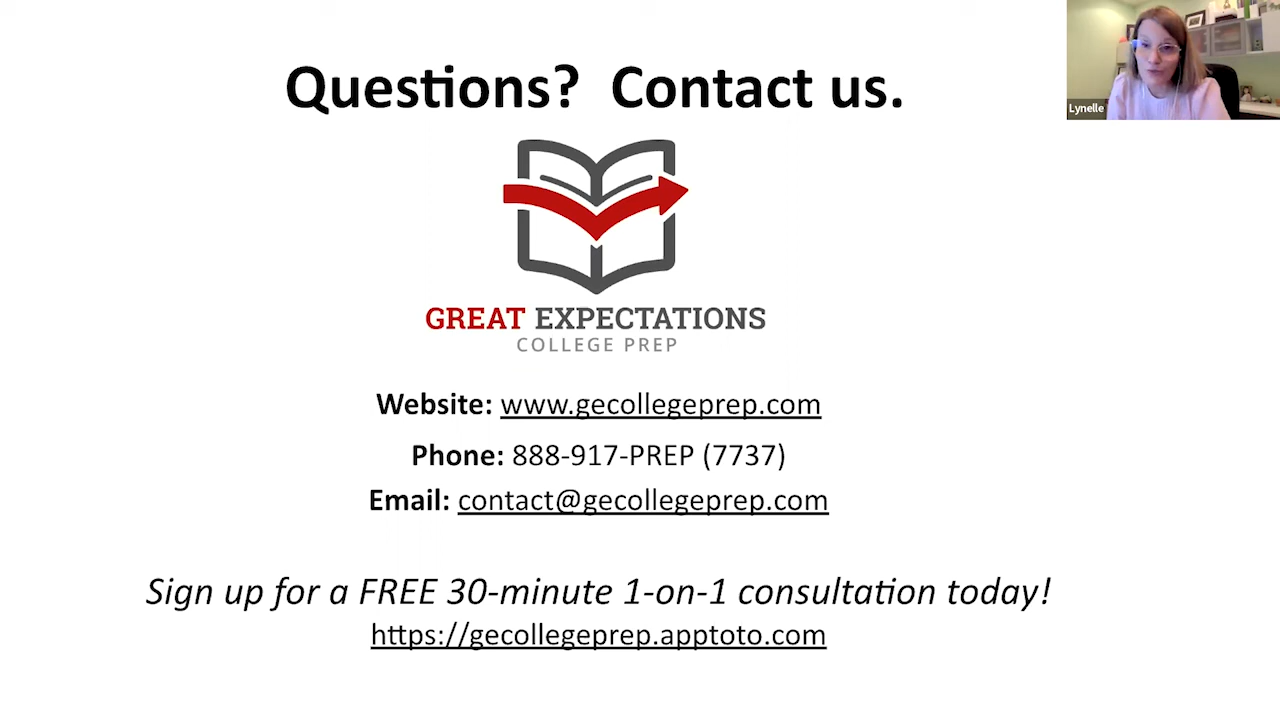 Questions? Contact us.
Lynelle
GREAT EXPECTATIONS
COLLEGE PREP
Website: www.gecollegeprep.com
Phone: 888-917-PREP (7737)
Email: contact@gecollegeprep.com
Sign up for a FREE 30-minute 1-on-1 consultation today!
https://gecollegeprep.apptoto.com